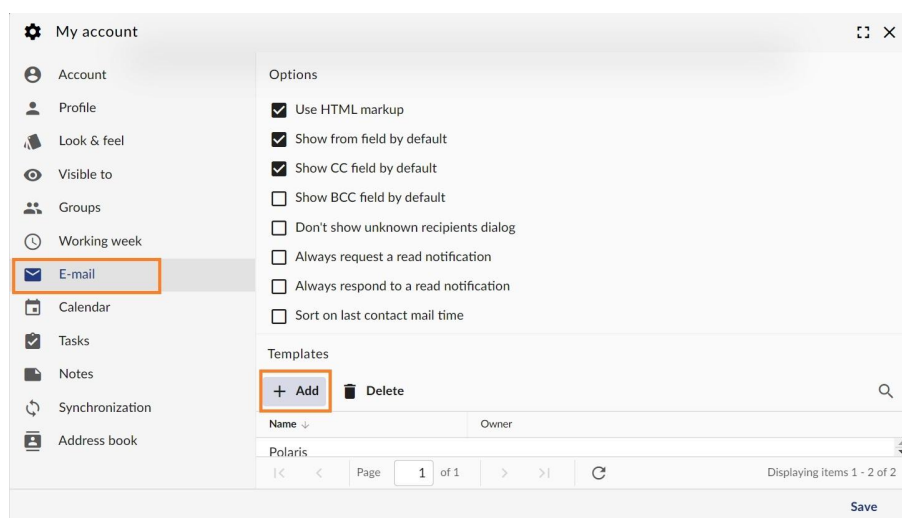 My account
Account
Profile
Look & feel
Visible to
Groups
Working week
E-mail
Calendar
Tasks
Notes
Synchronization
Address book
Options
Use HTML markup
Show from field by default
Show CC field by default
Show BCC field by default
Don't show unknown recipients dialog
Always request a read notification
Always respond to a read notification
Sort on last contact mail time
Templates
+ Add Delete
Name ↓ Owner
Polaris
Page 1 of 1 Displaying items 1 - 2 of 2
Save